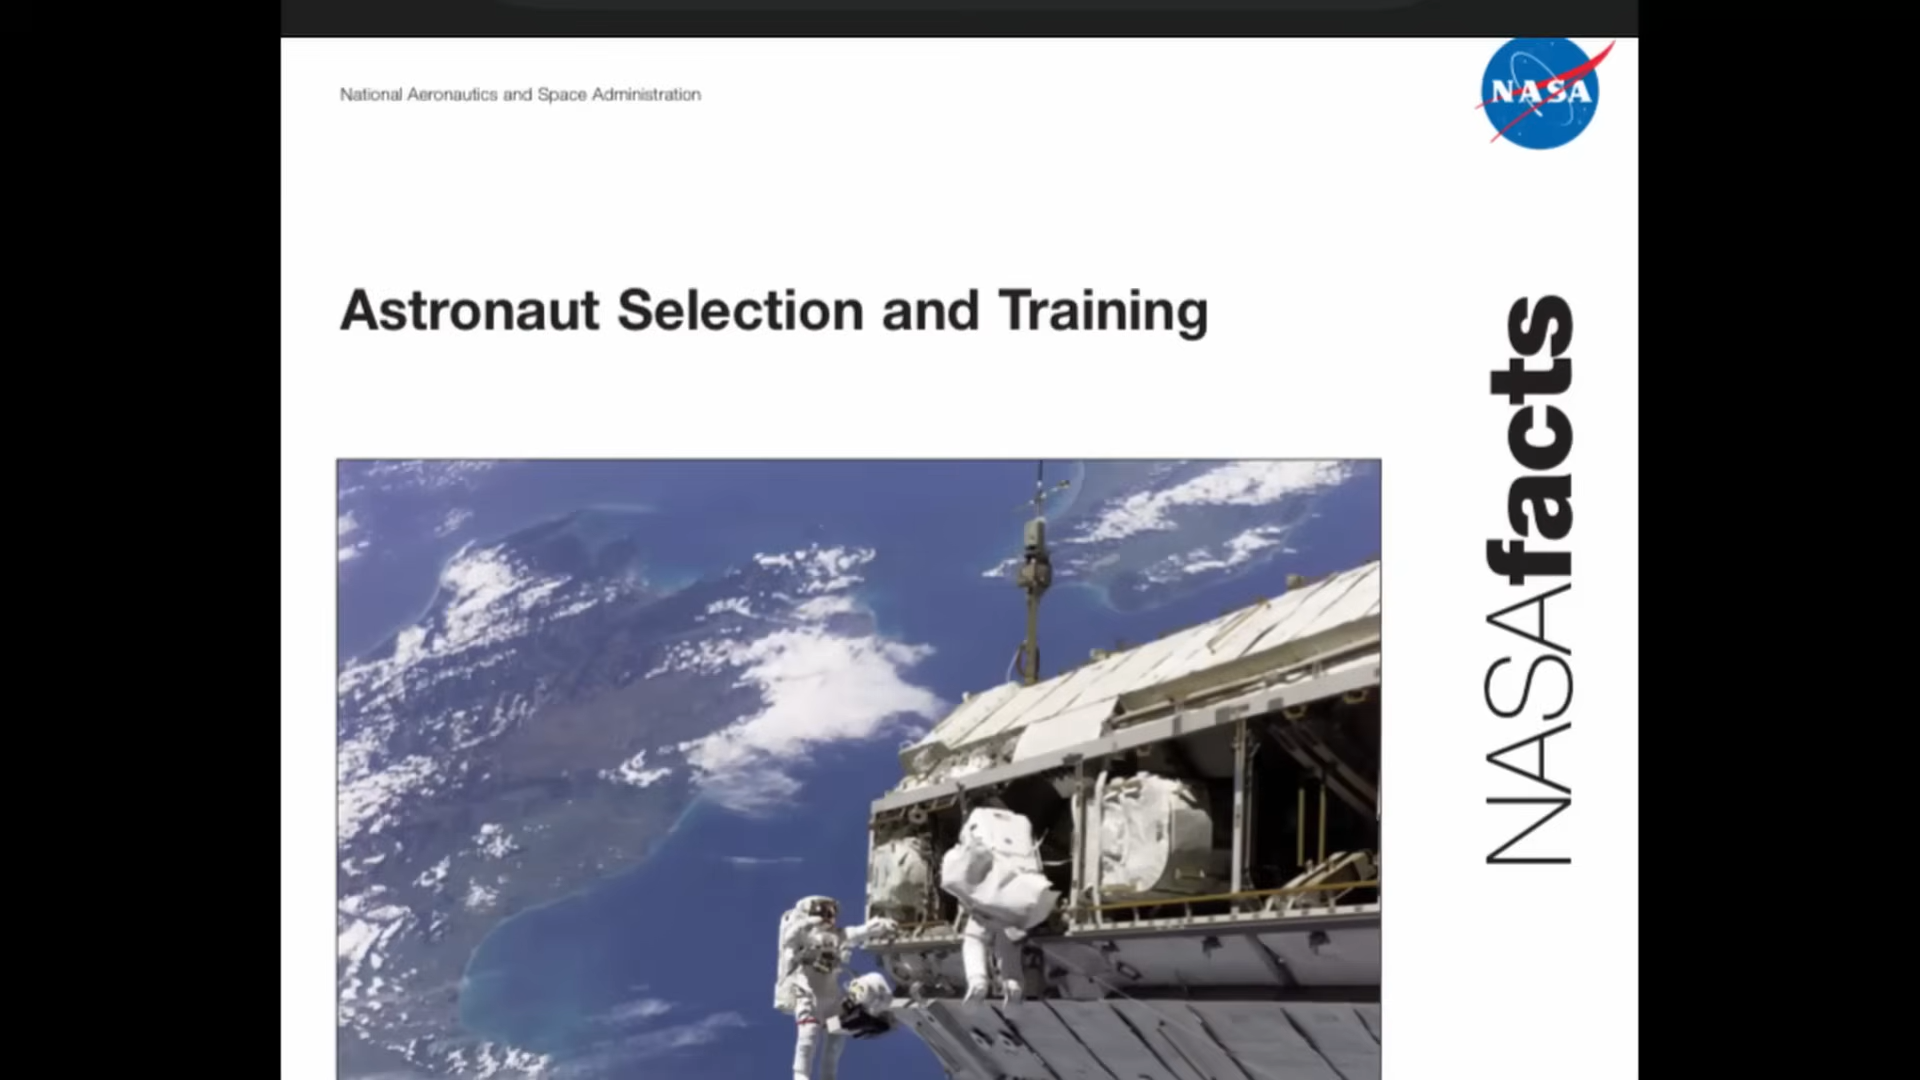 National Aeronautics and Space Administration
NASA
Astronaut Selection and Training
NASAfacts